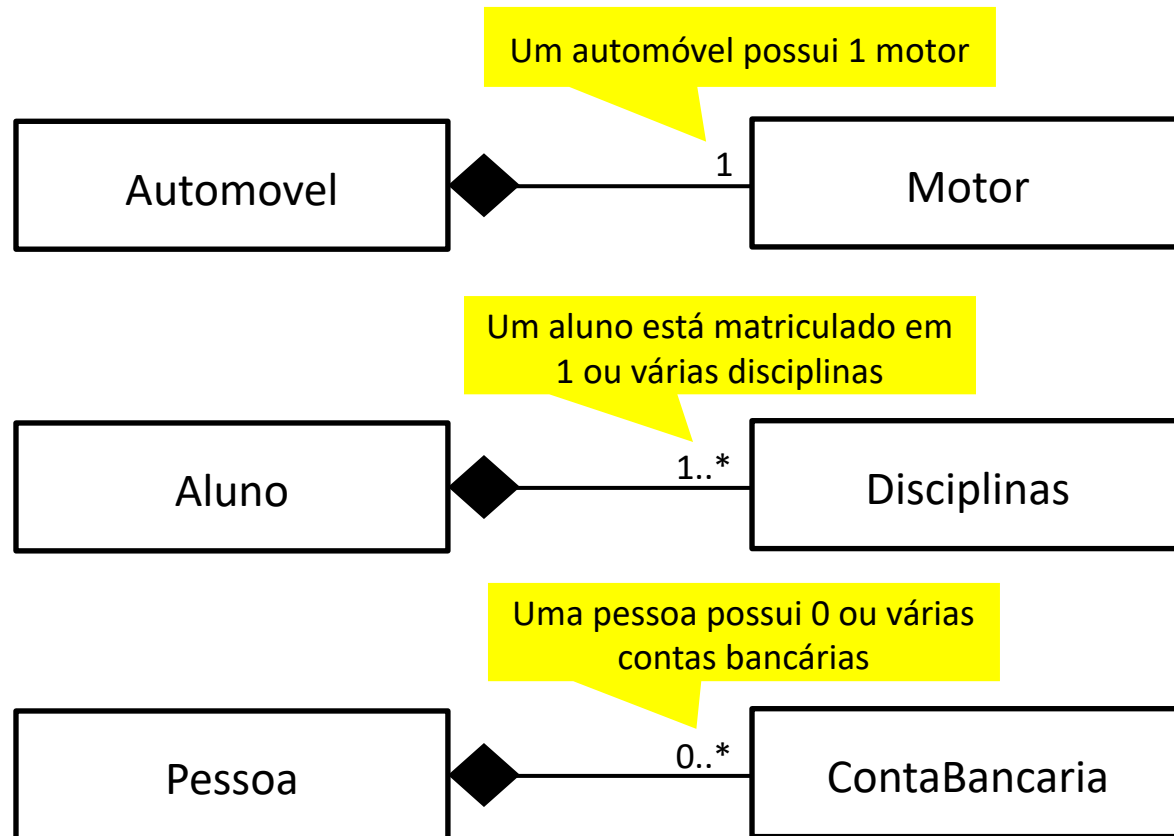 Um automóvel possui 1 motor
Automovel
1
Motor
Um aluno está matriculado em
1 ou várias disciplinas
Aluno
1..*
Disciplinas
Uma pessoa possui 0 ou várias
contas bancárias
Pessoa
0..*
ContaBancaria